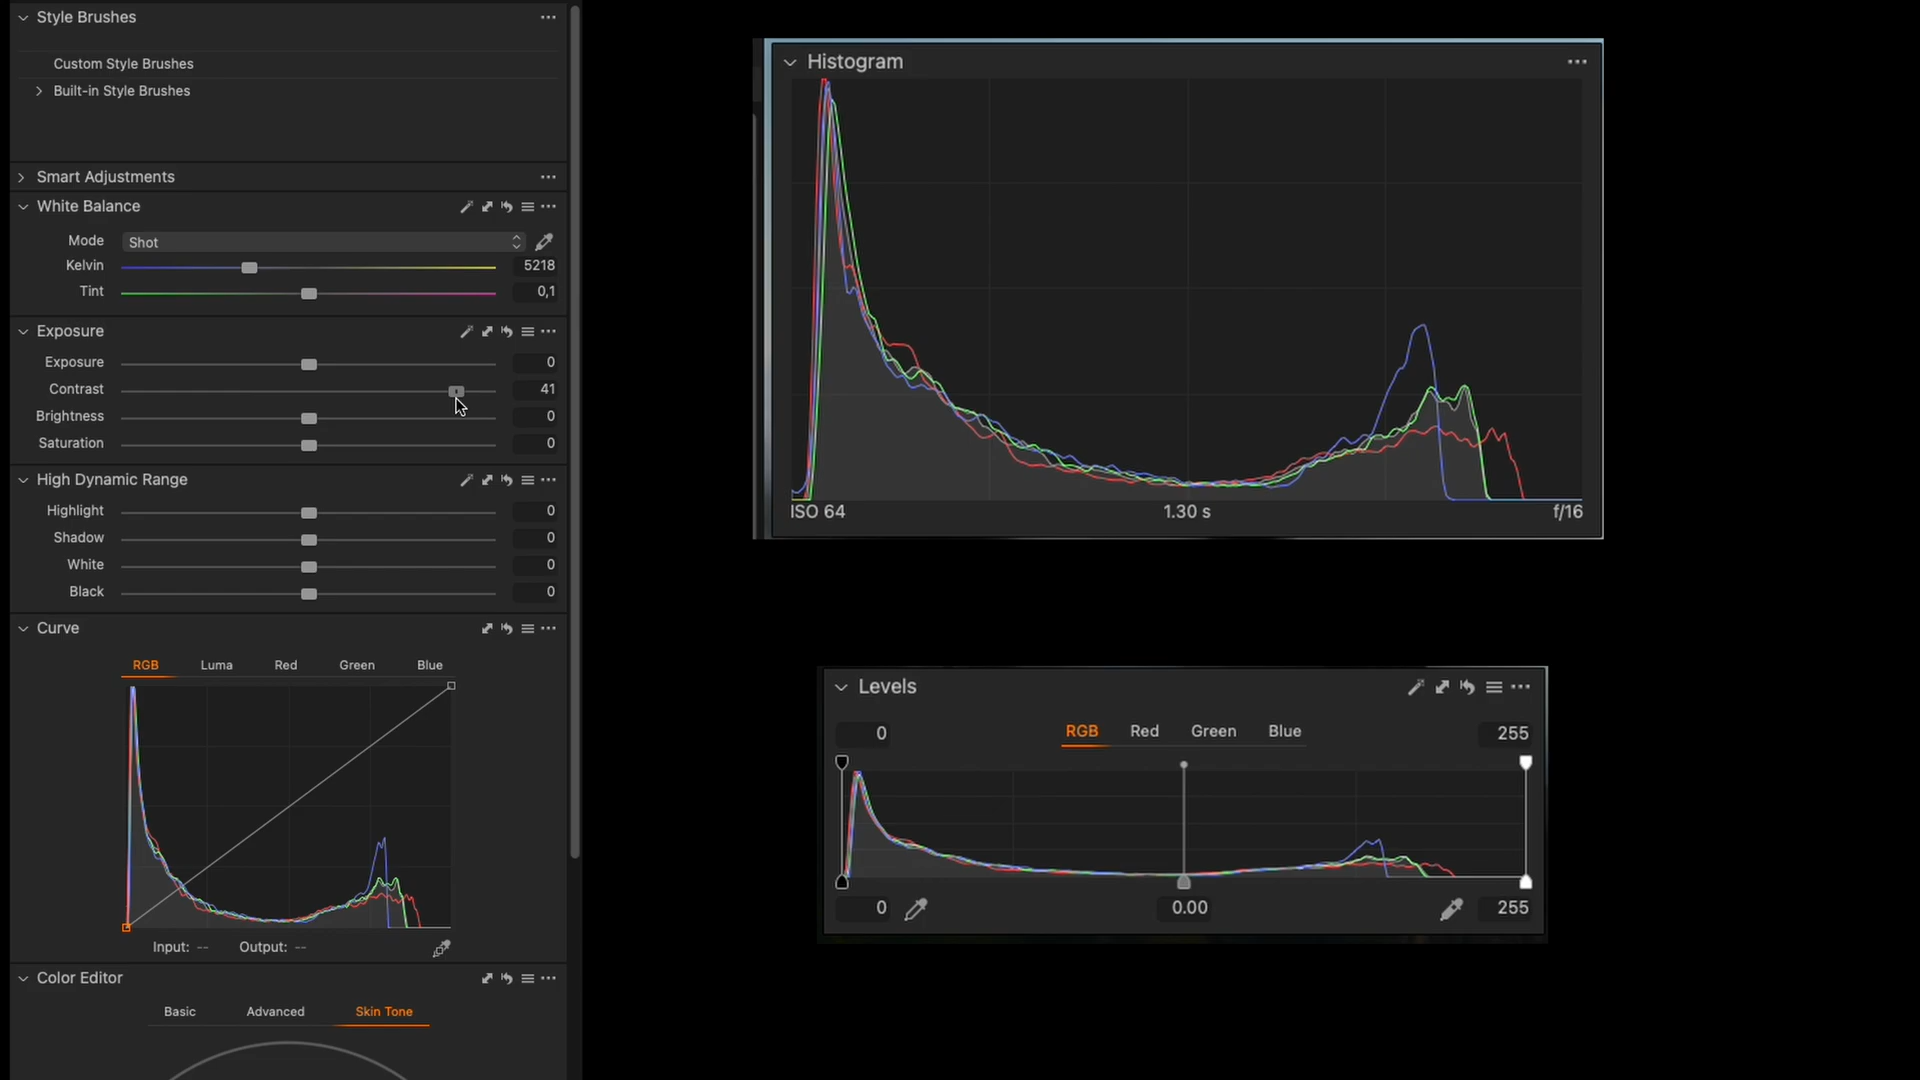 Style Brushes
Custom Style Brushes
Built-in Style Brushes
Smart Adjustments
White Balance
Mode Shot
Kelvin 5218
Tint 0,1
Exposure
Exposure 0
Contrast 41
Brightness 0
Saturation 0
High Dynamic Range
Highlight 0
Shadow 0
White 0
Black 0
Curve
RGB Luma Red Green Blue
Input: -- Output: --
Color Editor
Basic Advanced Skin Tone
Histogram
ISO 64 1.30 s f/16
Levels
0 RGB Red Green Blue 255
0 0.00 255